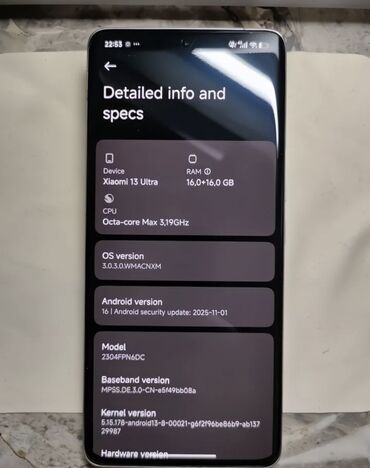 22:53
Detailed info and
specs
Device
Xiaomi 13 Ultra
RAM
16,0+16,0 GB
CPU
Octa-core Max 3,19GHz
OS version
3.0.3.0.WMACNXM
Android version
16 | Android security update: 2025-11-01
Model
2304FPN6DC
Baseband version
MPSS.DE.3.0-CN-e5f49bb08a
Kernel version
5.15.178-android13-8-00021-g6f2f96be86b9-ab137
29987
Hardware version